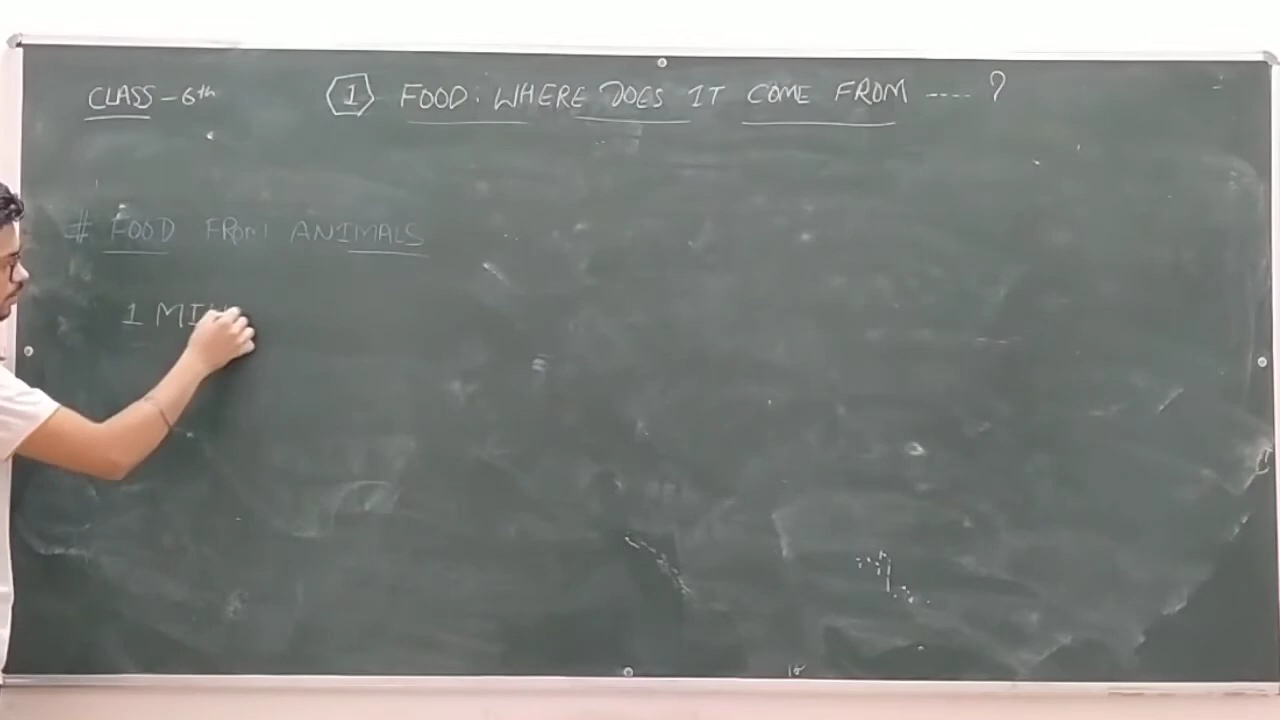 CLASS - 6th
1 FOOD: WHERE DOES IT COME FROM ---- ?
# FOOD FROM ANIMALS
1